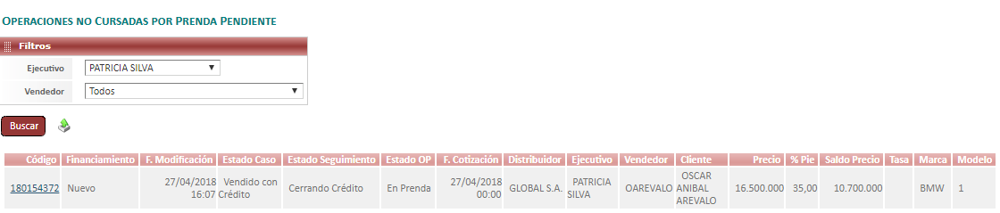 OPERACIONES NO CURSADAS POR PRENDA PENDIENTE
Filtros
Ejecutivo PATRICIA SILVA
Vendedor Todos
Buscar
Código Financiamiento F. Modificación Estado Caso Estado Seguimiento Estado OP F. Cotización Distribuidor Ejecutivo Vendedor Cliente Precio % Pie Saldo Precio Tasa Marca Modelo
180154372 Nuevo 27/04/2018 16:07 Vendido con Crédito Cerrando Crédito En Prenda 27/04/2018 00:00 GLOBAL S.A. PATRICIA SILVA OAREVALO OSCAR ANIBAL AREVALO 16.500.000 35,00 10.700.000 BMW 1